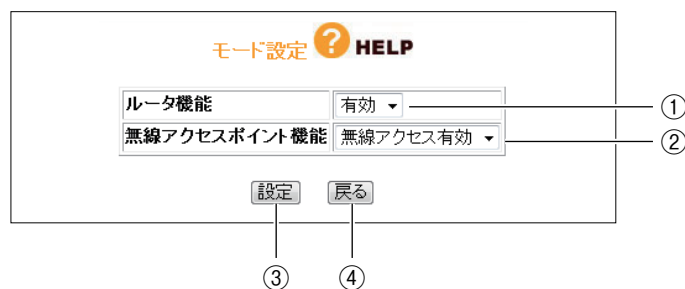 モード設定 ? HELP
ルータ機能 有効 ①
無線アクセスポイント機能 無線アクセス有効 ②
設定 戻る
③ ④